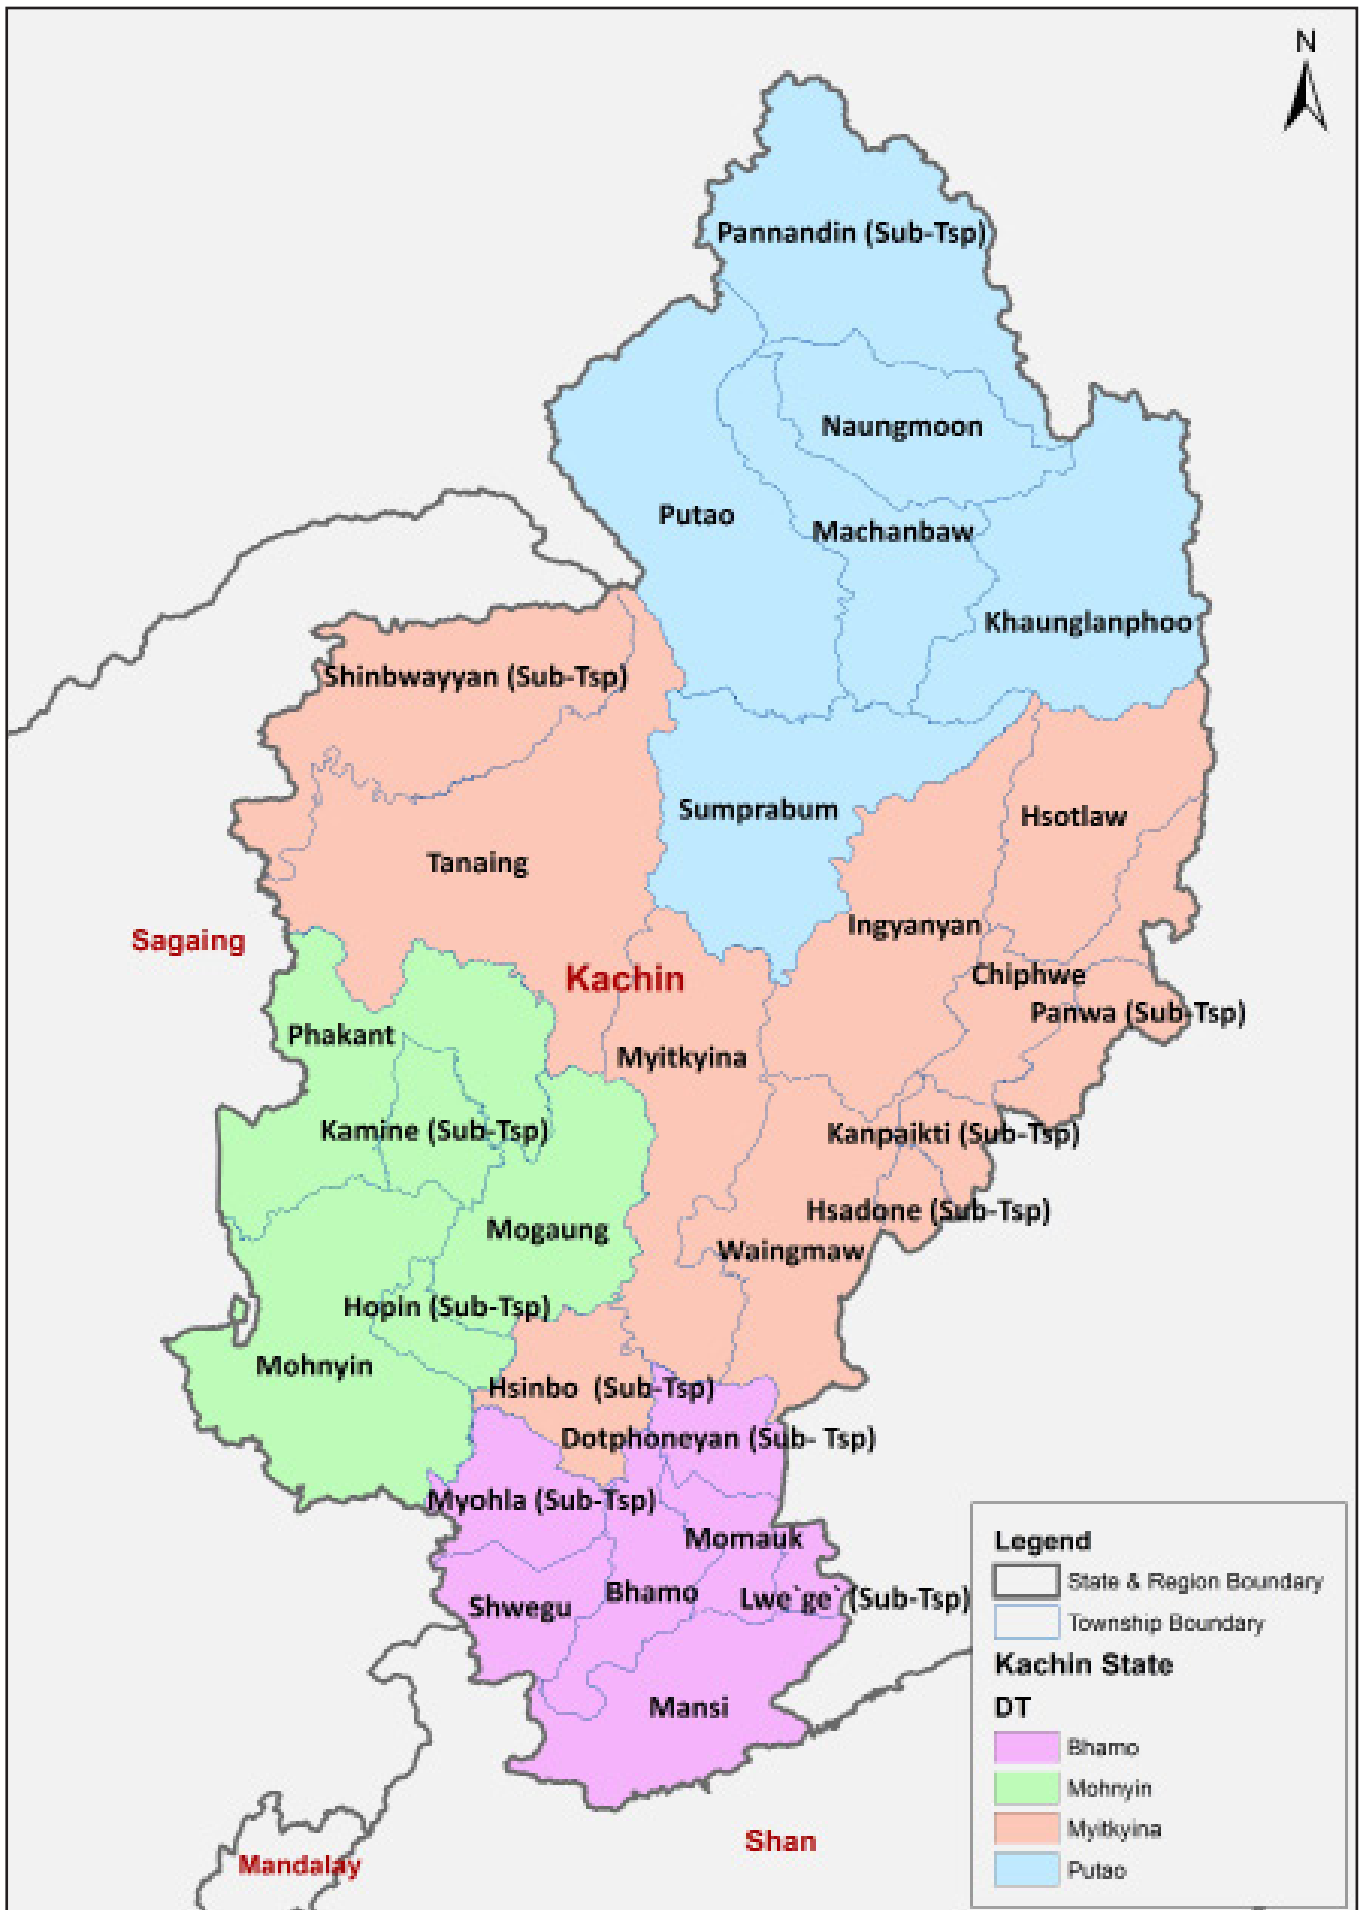 N
Pannandin (Sub-Tsp)
Naungmoon
Putao
Machanbaw
Khaunglanphoo
Shinbwayyan (Sub-Tsp)
Sumprabum
Hsotlaw
Tanaing
Ingyanyan
Sagaing
Kachin
Chiphwe
Panwa (Sub-Tsp)
Phakant
Myitkyina
Kamine (Sub-Tsp)
Kanpaikti (Sub-Tsp)
Hsadone (Sub-Tsp)
Mogaung
Waingmaw
Hopin (Sub-Tsp)
Mohnyin
Hsinbo (Sub-Tsp)
Dotphoneyan (Sub- Tsp)
Myohla (Sub-Tsp)
Momauk
Bhamo
Lwe`ge` (Sub-Tsp)
Shwegu
Mansi
Shan
Mandalay
Legend
State & Region Boundary
Township Boundary
Kachin State
DT
Bhamo
Mohnyin
Myitkyina
Putao